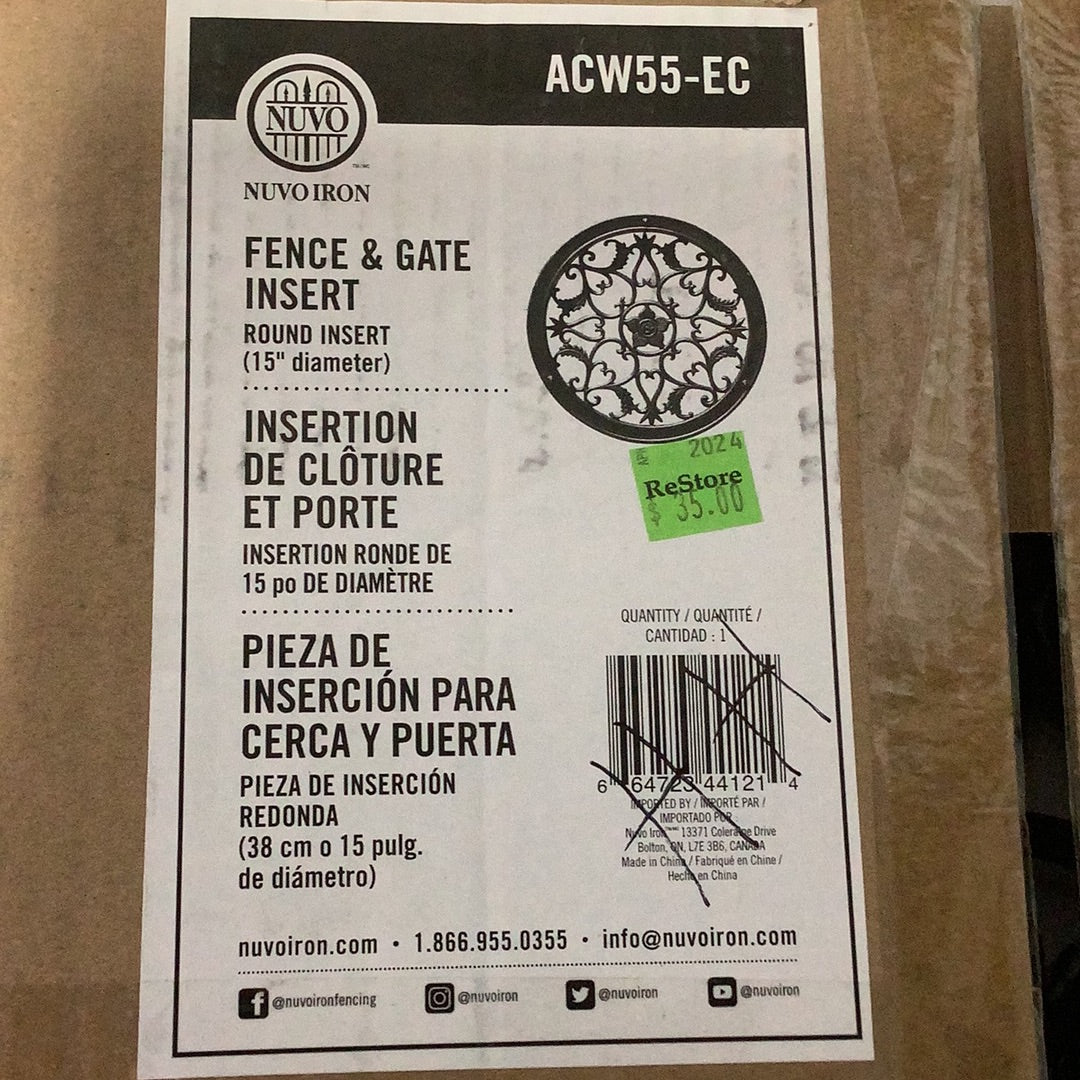 ACW55-EC
NUVO
NUVO IRON
FENCE & GATE
INSERT
ROUND INSERT
(15" diameter)
INSERTION
DE CLÔTURE
ET PORTE
INSERTION RONDE DE
15 po DE DIAMÈTRE
PIEZA DE
INSERCIÓN PARA
CERCA Y PUERTA
PIEZA DE INSERCIÓN
REDONDA
(38 cm o 15 pulg.
de diámetro)
2024
ReStore
$ 35.00
QUANTITY / QUANTITÉ /
CANTIDAD : 1
6 64723 44121 4
IMPORTED BY / IMPORTÉ PAR /
IMPORTADO POR
Nuvo Iron 13371 Coleraine Drive
Bolton, ON, L7E 3B6, CANADA
Made in China / Fabriqué en Chine /
Hecho en China
nuvoiron.com • 1.866.955.0355 • info@nuvoiron.com
@nuvoironfencing @nuvoiron @nuvoiron @nuvoiron